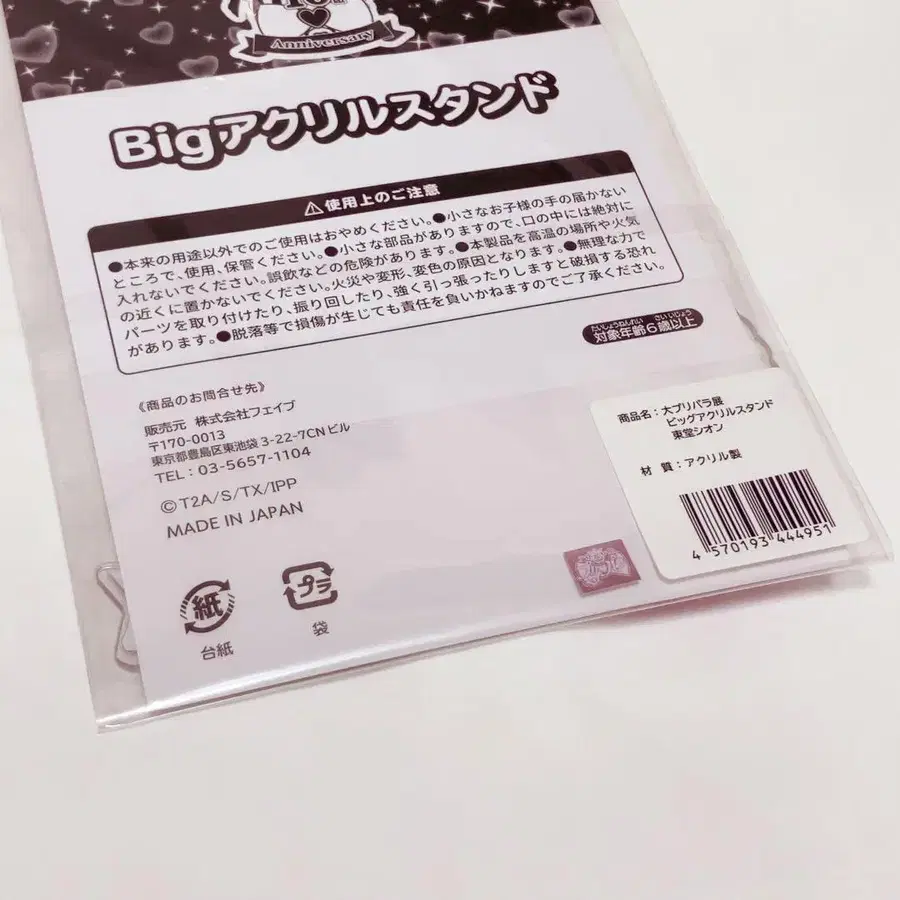 10th
Anniversary
Bigアクリルスタンド
⚠使用上のご注意
●本来の用途以外でのご使用はおやめください。●小さなお子様の手の届かない
ところで、使用、保管ください。●小さな部品がありますので、口の中には絶対に
入れないでください。誤飲などの危険があります。●本製品を高温の場所や火気
の近くに置かないでください。火災や変形、変色の原因となります。●無理な力で
パーツを取り付けたり、振り回したり、強く引っ張ったりしますと破損する恐れ
があります。●脱落等で損傷が生じても責任を負いかねますのでご了承ください。
たいしょうねんれい さい いじょう
対象年齢6歳以上
《商品のお問合せ先》
販売元 株式会社フェイブ
〒170-0013
東京都豊島区東池袋3-22-7CNビル
TEL:03-5657-1104
©T2A/S/TX/IPP
MADE IN JAPAN
紙
台紙
プラ
袋
商品名:大プリパラ展
ビッグアクリルスタンド
東堂シオン
材 質:アクリル製
4 570193 444951